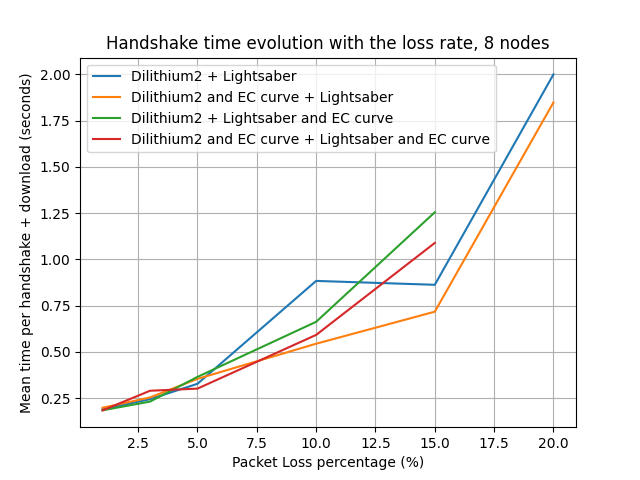 Handshake time evolution with the loss rate, 8 nodes
Dilithium2 + Lightsaber
Dilithium2 and EC curve + Lightsaber
Dilithium2 + Lightsaber and EC curve
Dilithium2 and EC curve + Lightsaber and EC curve
Mean time per handshake + download (seconds)
2.00
1.75
1.50
1.25
1.00
0.75
0.50
0.25
2.5 5.0 7.5 10.0 12.5 15.0 17.5 20.0
Packet Loss percentage (%)